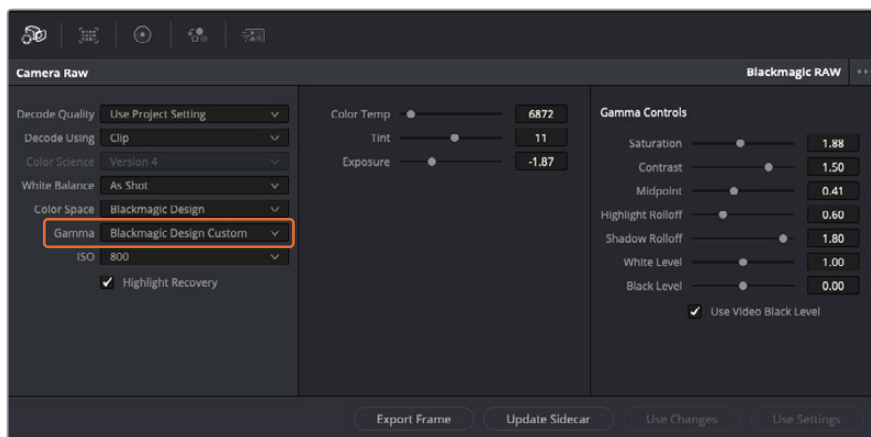 Camera Raw
Blackmagic RAW
Decode Quality Use Project Setting
Decode Using Clip
Color Science Version 4
White Balance As Shot
Color Space Blackmagic Design
Gamma Blackmagic Design Custom
ISO 800
Highlight Recovery
Color Temp 6872
Tint 11
Exposure -1.87
Gamma Controls
Saturation 1.88
Contrast 1.50
Midpoint 0.41
Highlight Rolloff 0.60
Shadow Rolloff 1.80
White Level 1.00
Black Level 0.00
Use Video Black Level
Export Frame
Update Sidecar
Use Changes
Use Settings